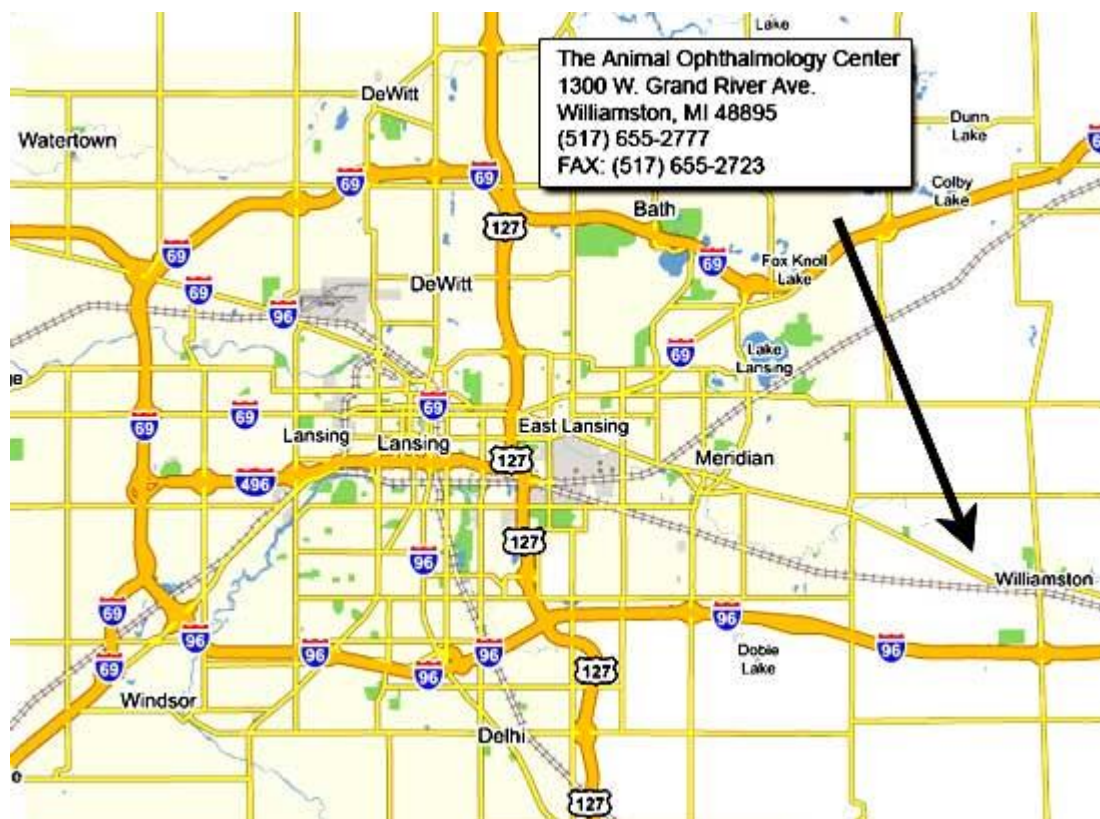 Lake
The Animal Ophthalmology Center
1300 W. Grand River Ave.
Williamston, MI 48895
(517) 655-2777
FAX: (517) 655-2723
DeWitt
Watertown
Dunn
Lake
69
69
69
Colby
Lake
Bath
127
69
69
Fox Knoll
Lake
69
DeWitt
96
69
Lake
Lansing
69
69
69
East Lansing
Lansing
Lansing
127
Meridian
496
127
96
Williamston
69
96
96
96
96
96
96
69
Dobie
Lake
127
Windsor
Delhi
127